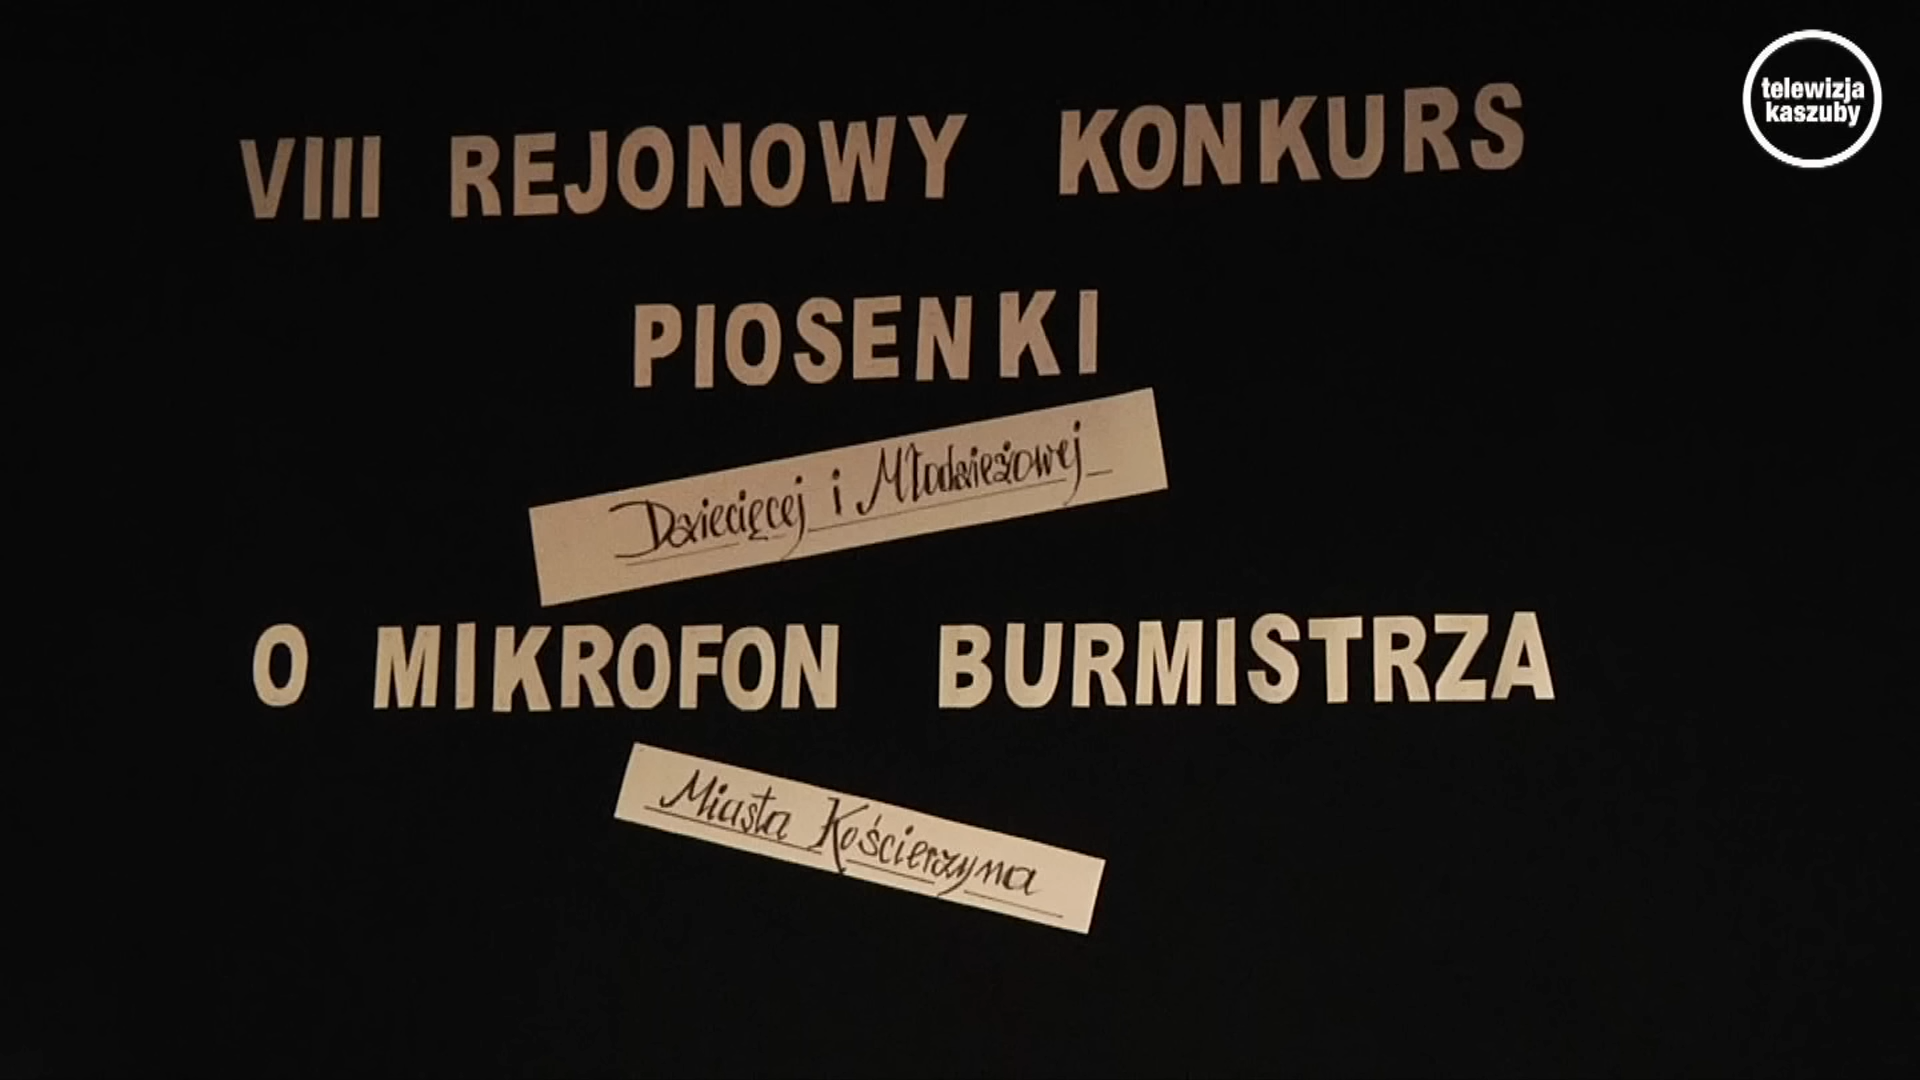 telewizja
kaszuby
VIII REJONOWY KONKURS
PIOSENKI
Dziecięcej i Młodzieżowej
O MIKROFON BURMISTRZA
Miasta Kościerzyna